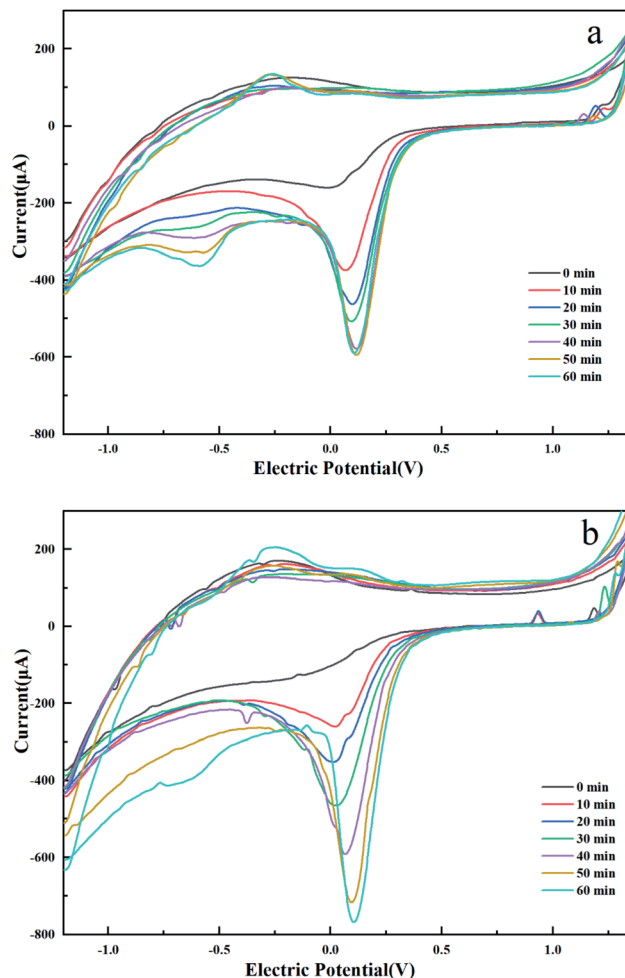 a
200
0
-200
-400
-600
-800
Current(μA)
0 min
10 min
20 min
30 min
40 min
50 min
60 min
-1.0
-0.5
0.0
0.5
1.0
Electric Potential(V)
b
200
0
-200
-400
-600
-800
Current(μA)
0 min
10 min
20 min
30 min
40 min
50 min
60 min
-1.0
-0.5
0.0
0.5
1.0
Electric Potential(V)